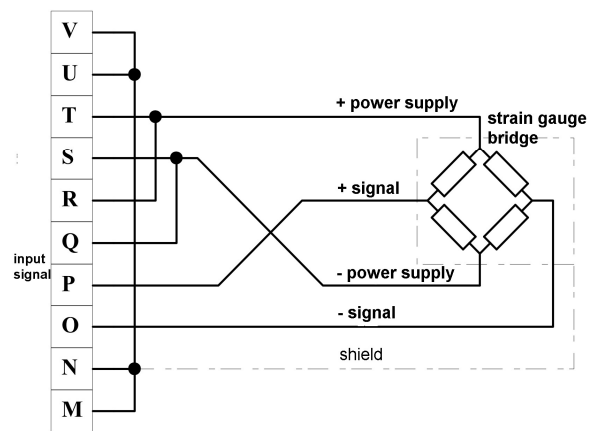 V
U
T
S
R
Q
P
O
N
M
input
signal
+ power supply
strain gauge
bridge
+ signal
- power supply
- signal
shield